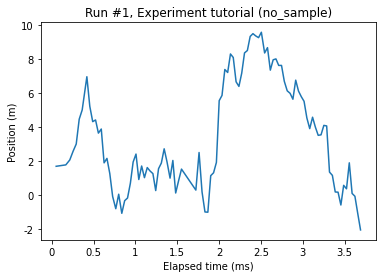 Run #1, Experiment tutorial (no_sample)
Position (m)
10
8
6
4
2
0
-2
0 0.5 1 1.5 2 2.5 3 3.5
Elapsed time (ms)